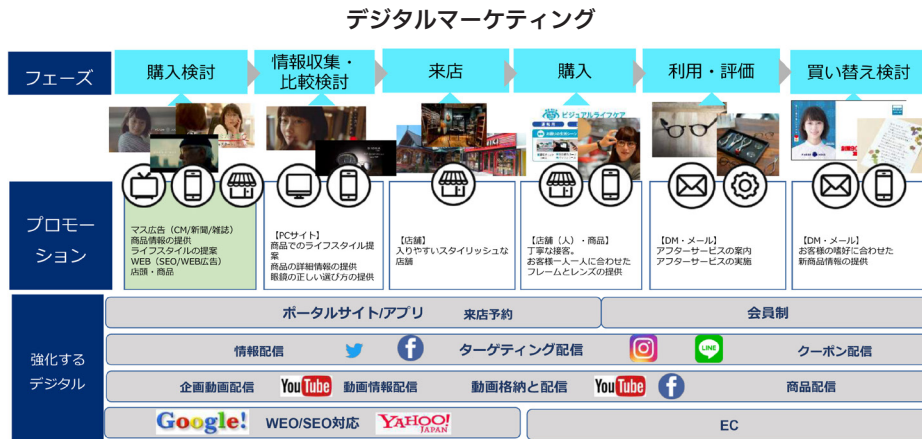 デジタルマーケティング
フェーズ
購入検討
情報収集・
比較検討
来店
購入
利用・評価
買い替え検討
ビジュアルライフケア
プロモー
ション
マス広告（CM/新聞/雑誌）
商品情報の提供
ライフスタイルの提案
WEB（SEO/WEB広告）
店頭・商品
【PCサイト】
商品でのライフスタイル提
案
商品の詳細情報の提供
眼鏡の正しい選び方の提供
【店舗】
入りやすいスタイリッシュな
店舗
【店舗（人）・商品】
丁寧な接客。
お客様一人一人に合わせた
フレームとレンズの提供
【DM・メール】
アフターサービスの案内
アフターサービスの実施
【DM・メール】
お客様の嗜好に合わせた
新商品情報の提供
強化する
デジタル
ポータルサイト/アプリ 来店予約 会員制
情報配信 ターゲティング配信 LINE クーポン配信
企画動画配信 YouTube 動画情報配信 動画格納と配信 YouTube 商品配信
Google! WEO/SEO対応 YAHOO! JAPAN EC